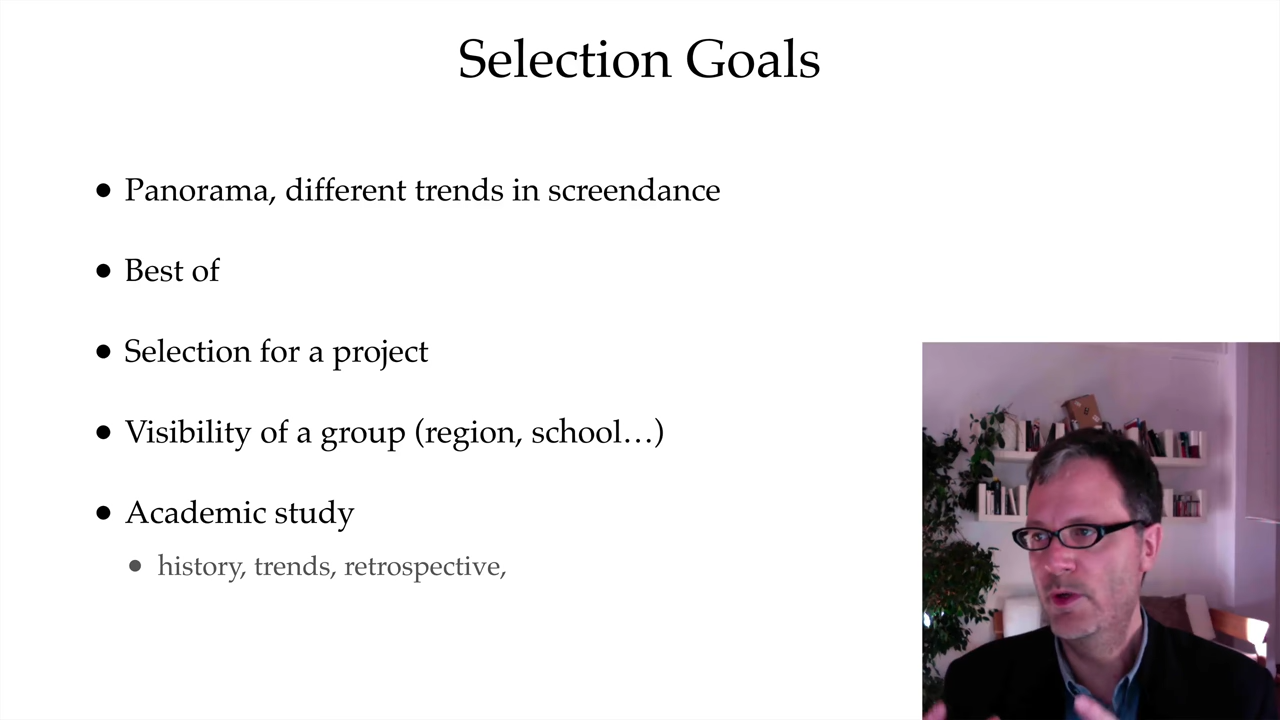 Selection Goals
• Panorama, different trends in screendance
• Best of
• Selection for a project
• Visibility of a group (region, school…)
• Academic study
• history, trends, retrospective,